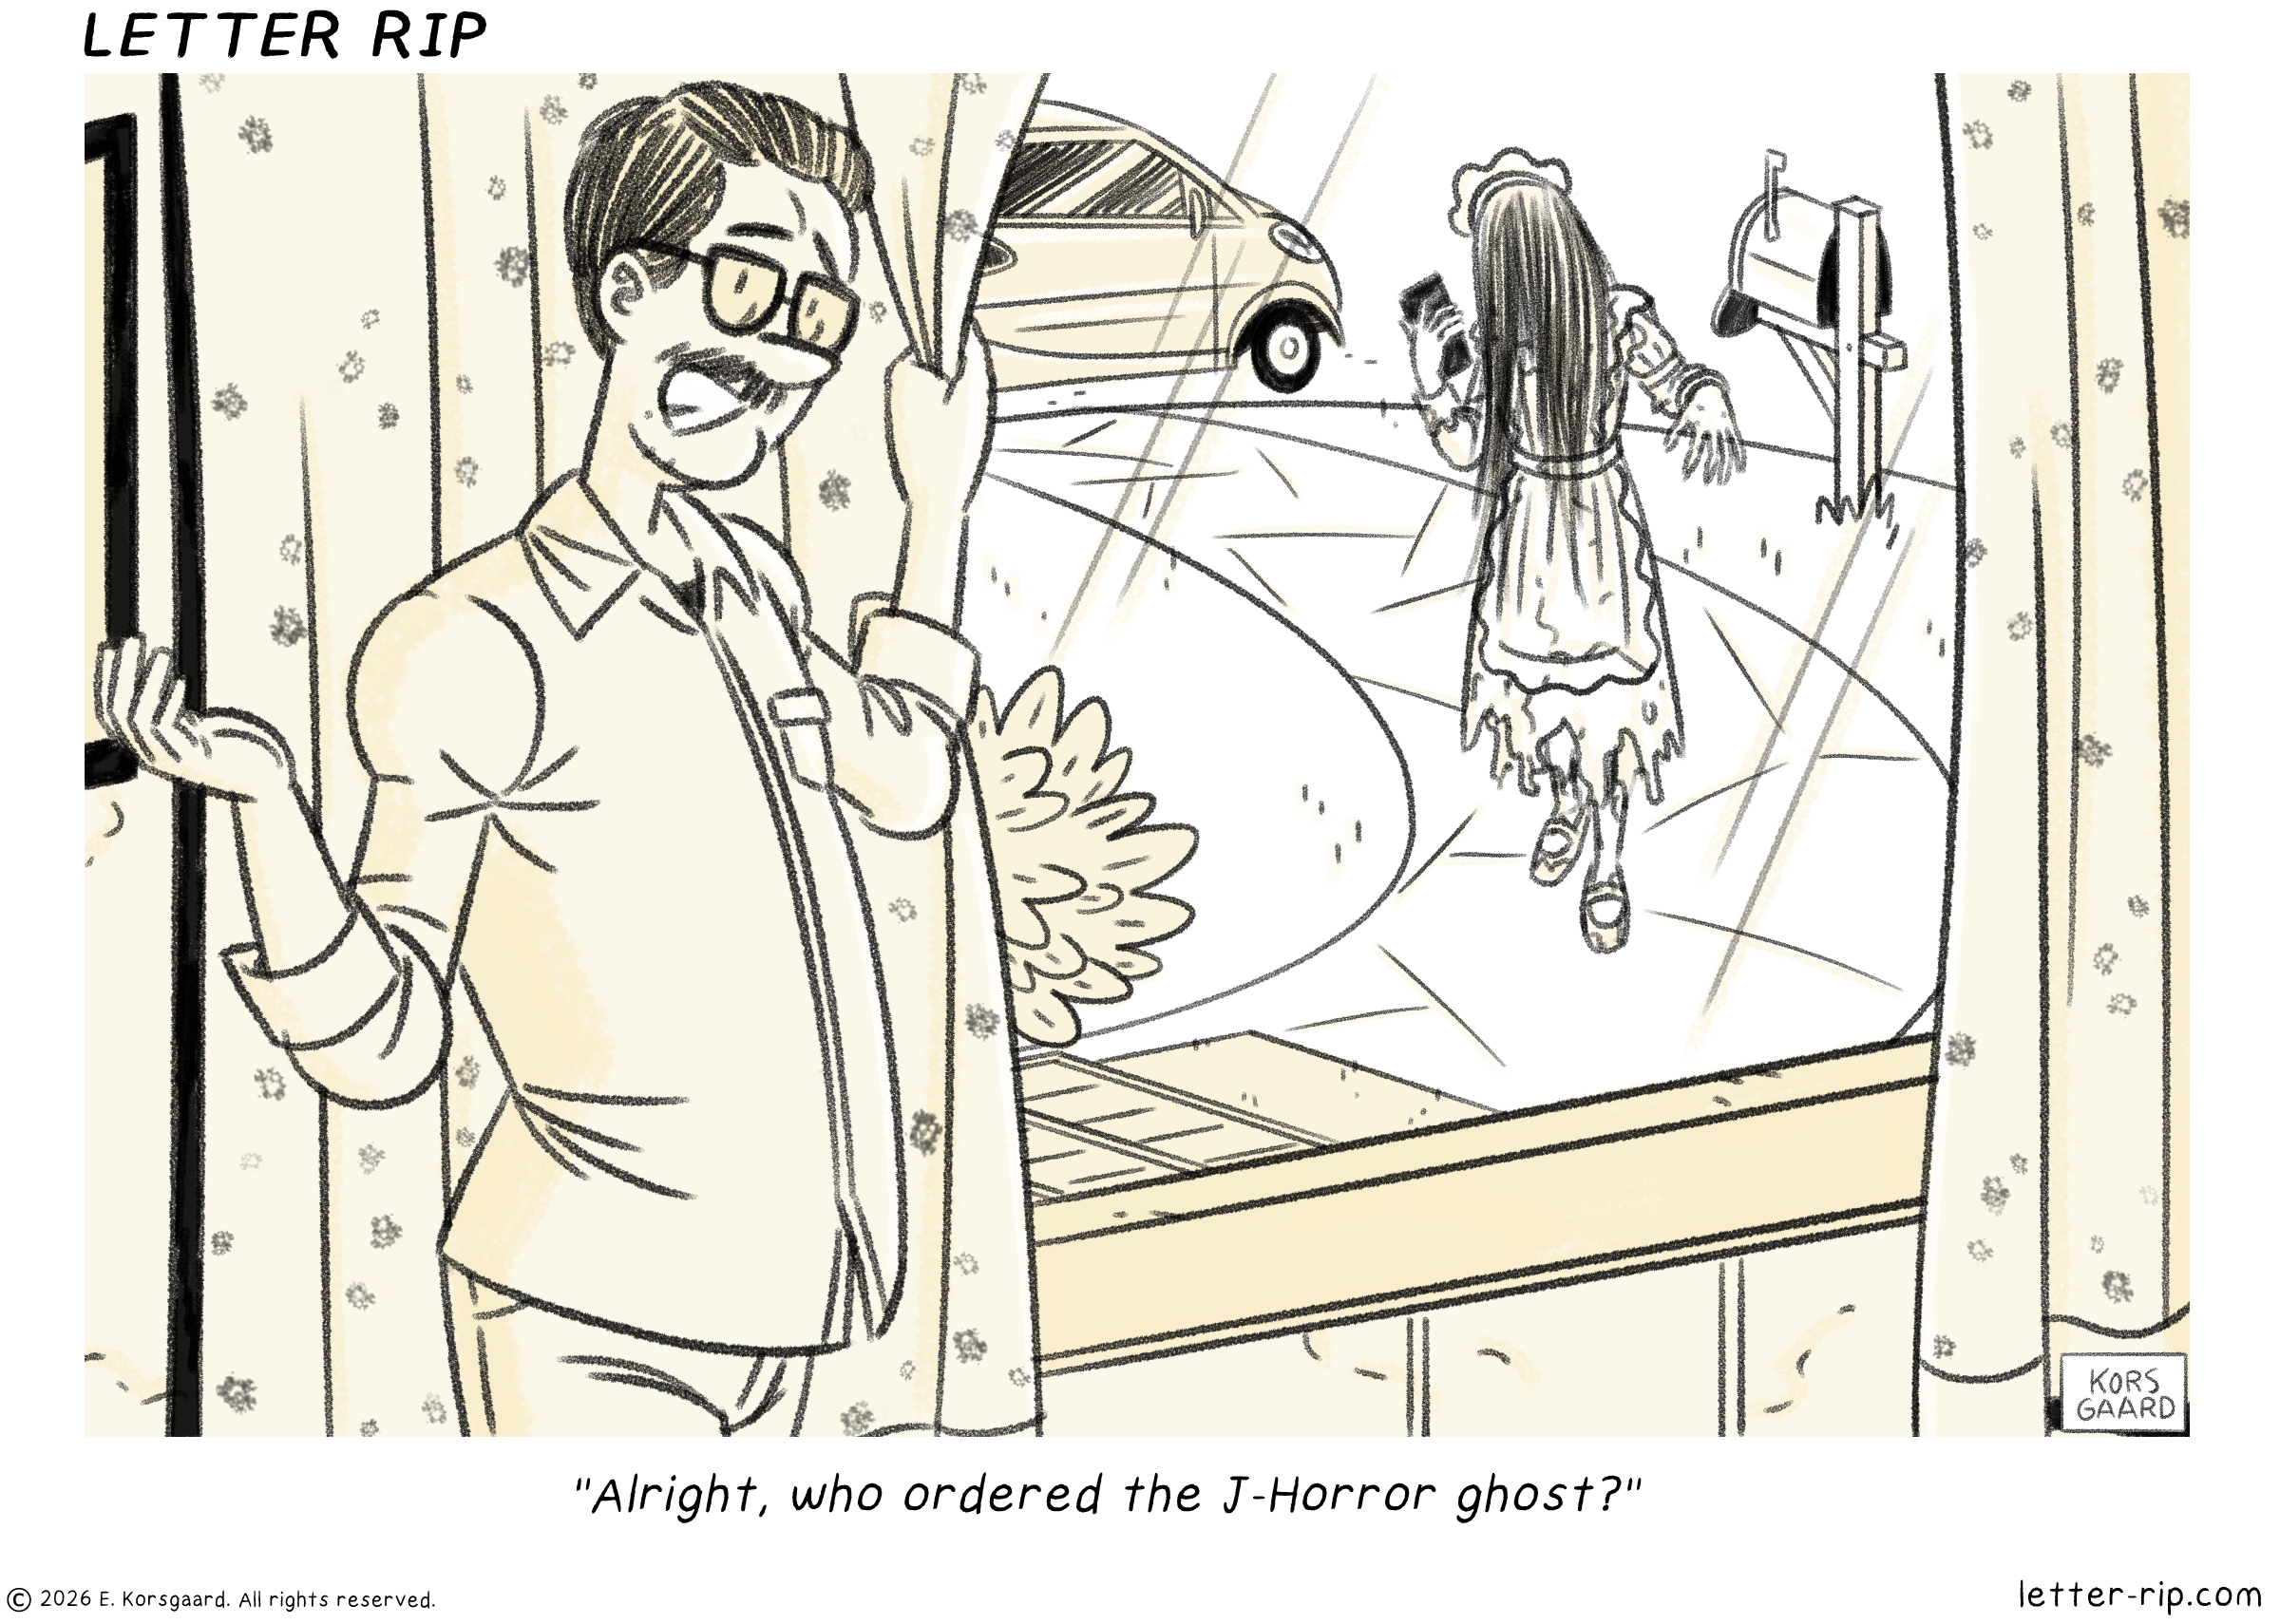 LETTER RIP
KORS
GAARD
"Alright, who ordered the J-Horror ghost?"
© 2026 E. Korsgaard. All rights reserved.
letter-rip.com